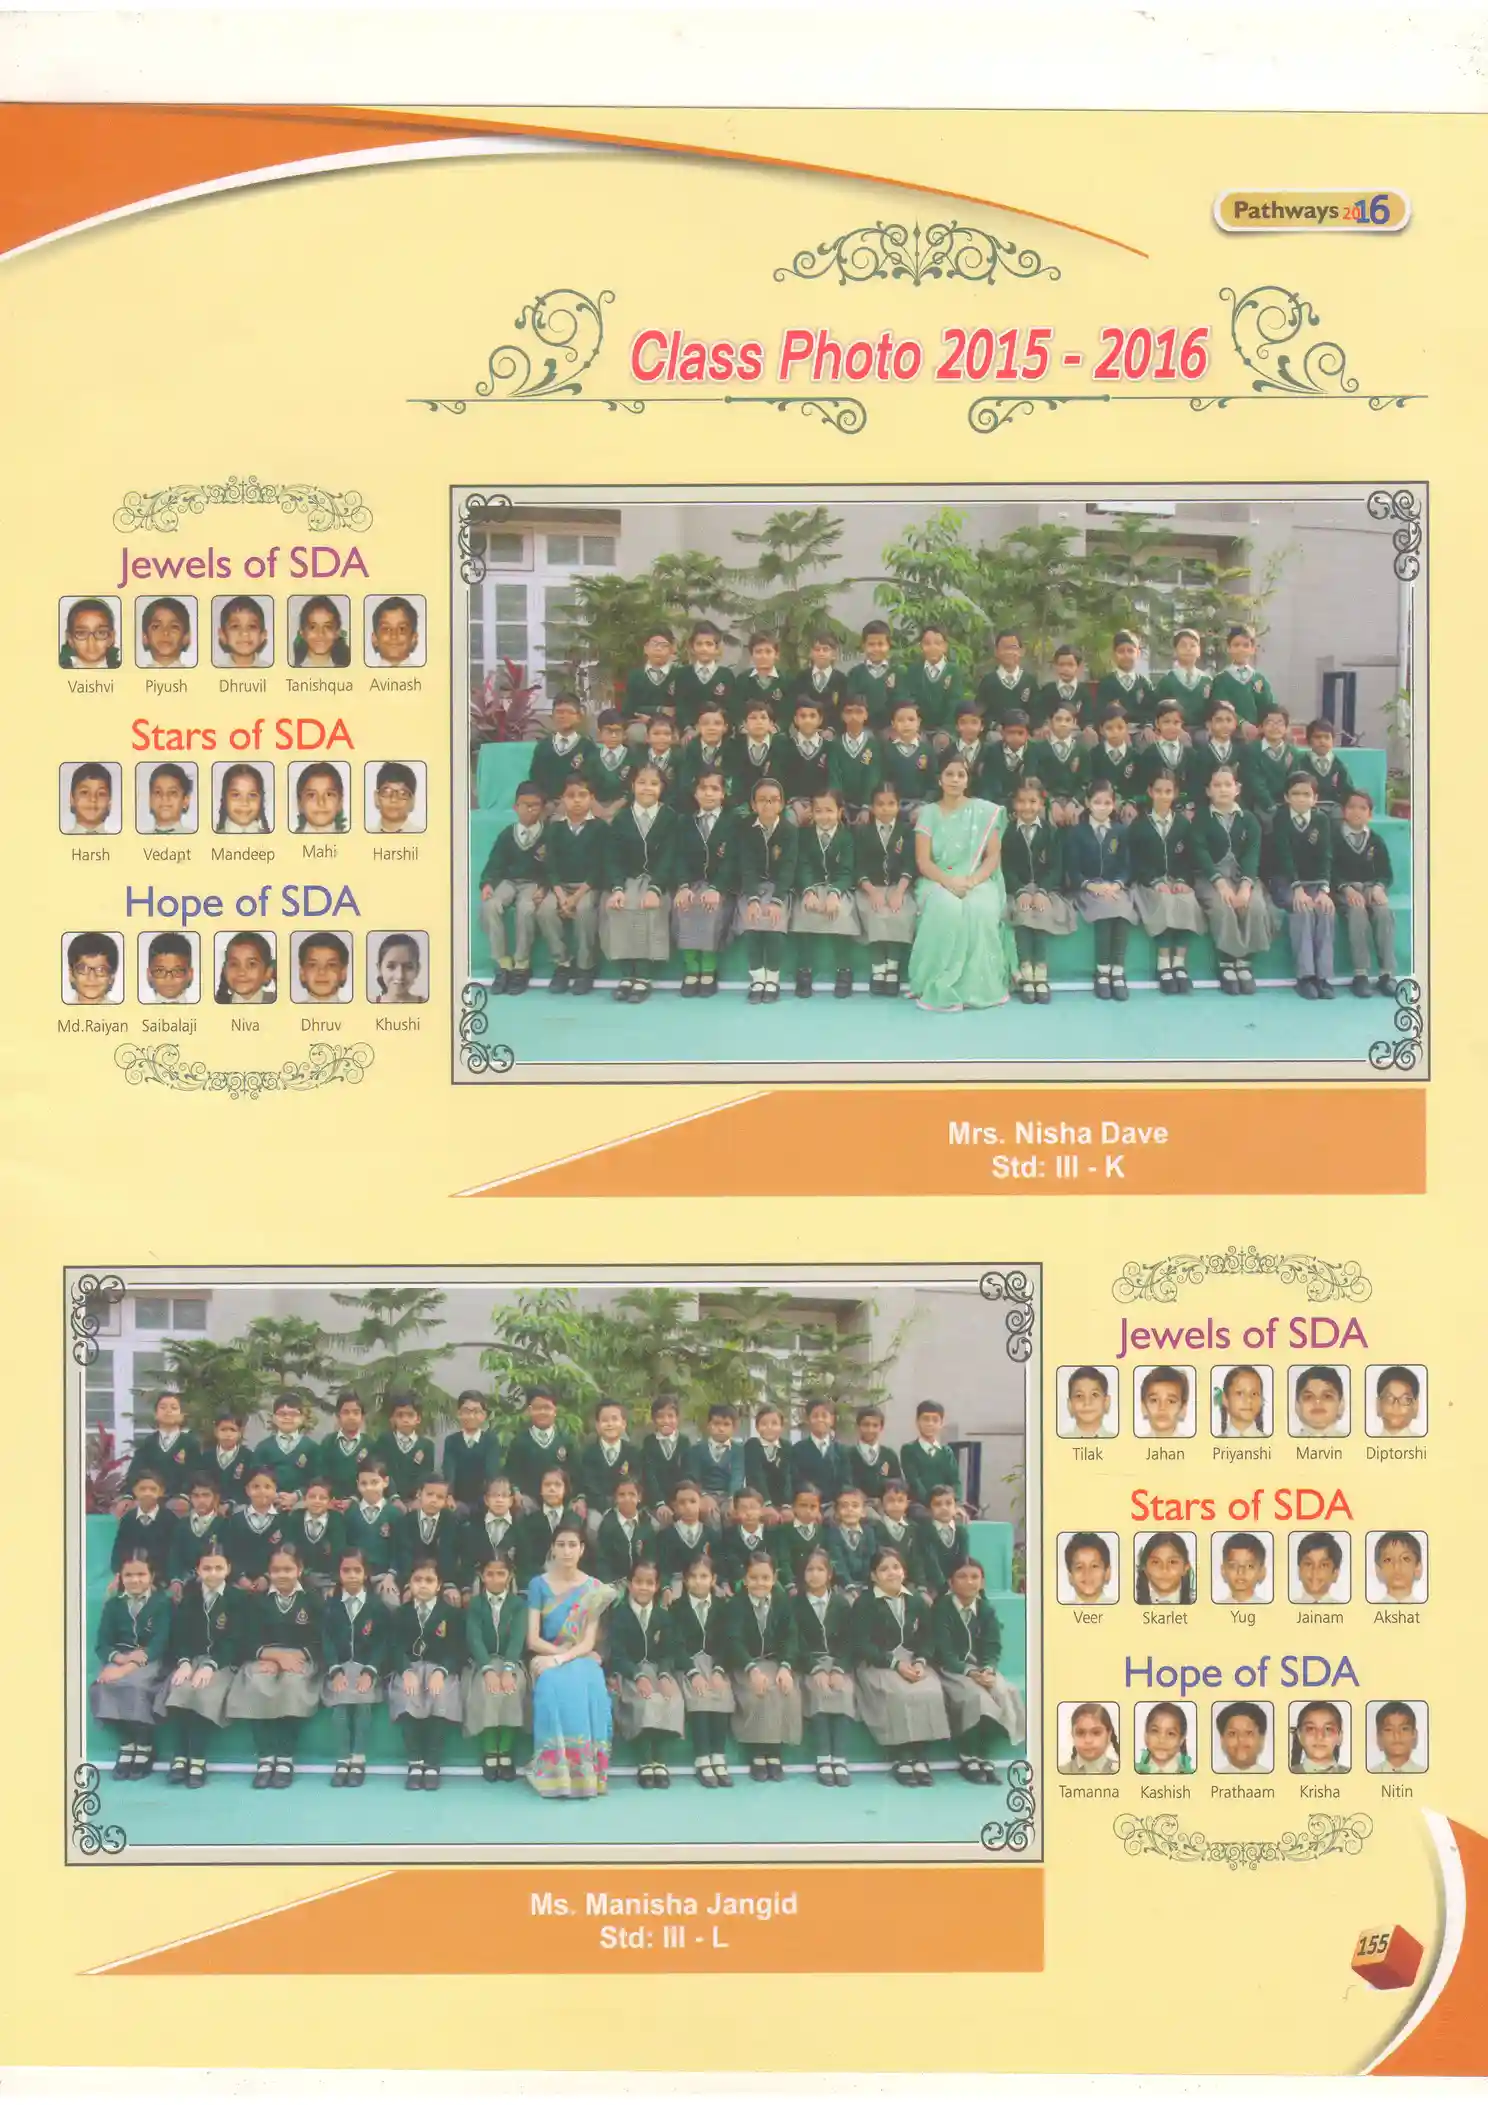 Pathways 2016
Class Photo 2015 - 2016
Jewels of SDA
Vaishvi Piyush Dhruvil Tanishqua Avinash
Stars of SDA
Harsh Vedant Mandeep Mahi Harshil
Hope of SDA
Md.Raiyan Saibalaji Niva Dhruv Khushi
Mrs. Nisha Dave
Std: III - K
Jewels of SDA
Tilak Jahan Priyanshi Marvin Diptorshi
Stars of SDA
Veer Skarlet Yug Jainam Akshat
Hope of SDA
Tamanna Kashish Prathaam Krisha Nitin
Ms. Manisha Jangid
Std: III - L
155